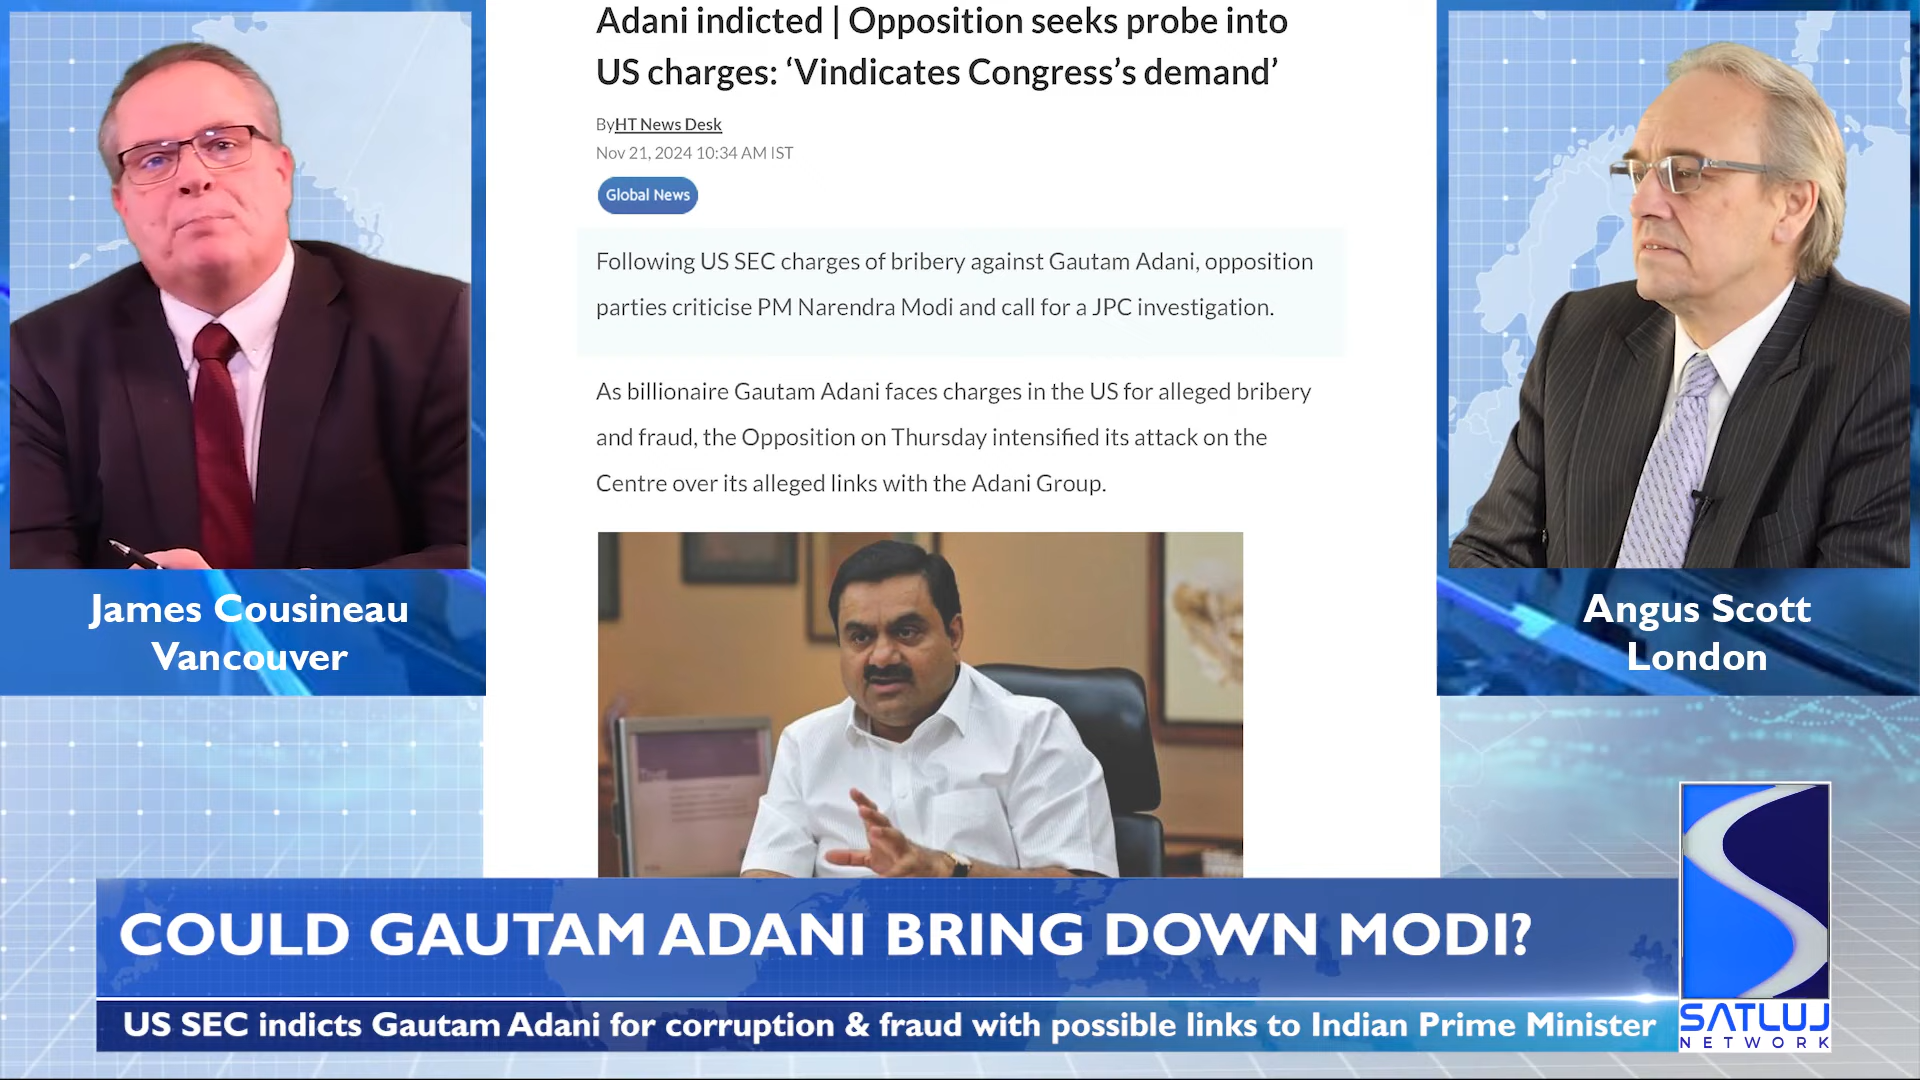 Adani indicted | Opposition seeks probe into
US charges: ‘Vindicates Congress’s demand’
ByHT News Desk
Nov 21, 2024 10:34 AM IST
Global News
Following US SEC charges of bribery against Gautam Adani, opposition
parties criticise PM Narendra Modi and call for a JPC investigation.
As billionaire Gautam Adani faces charges in the US for alleged bribery
and fraud, the Opposition on Thursday intensified its attack on the
Centre over its alleged links with the Adani Group.
James Cousineau
Vancouver
Angus Scott
London
COULD GAUTAM ADANI BRING DOWN MODI?
US SEC indicts Gautam Adani for corruption & fraud with possible links to Indian Prime Minister
SATLUJ
NETWORK